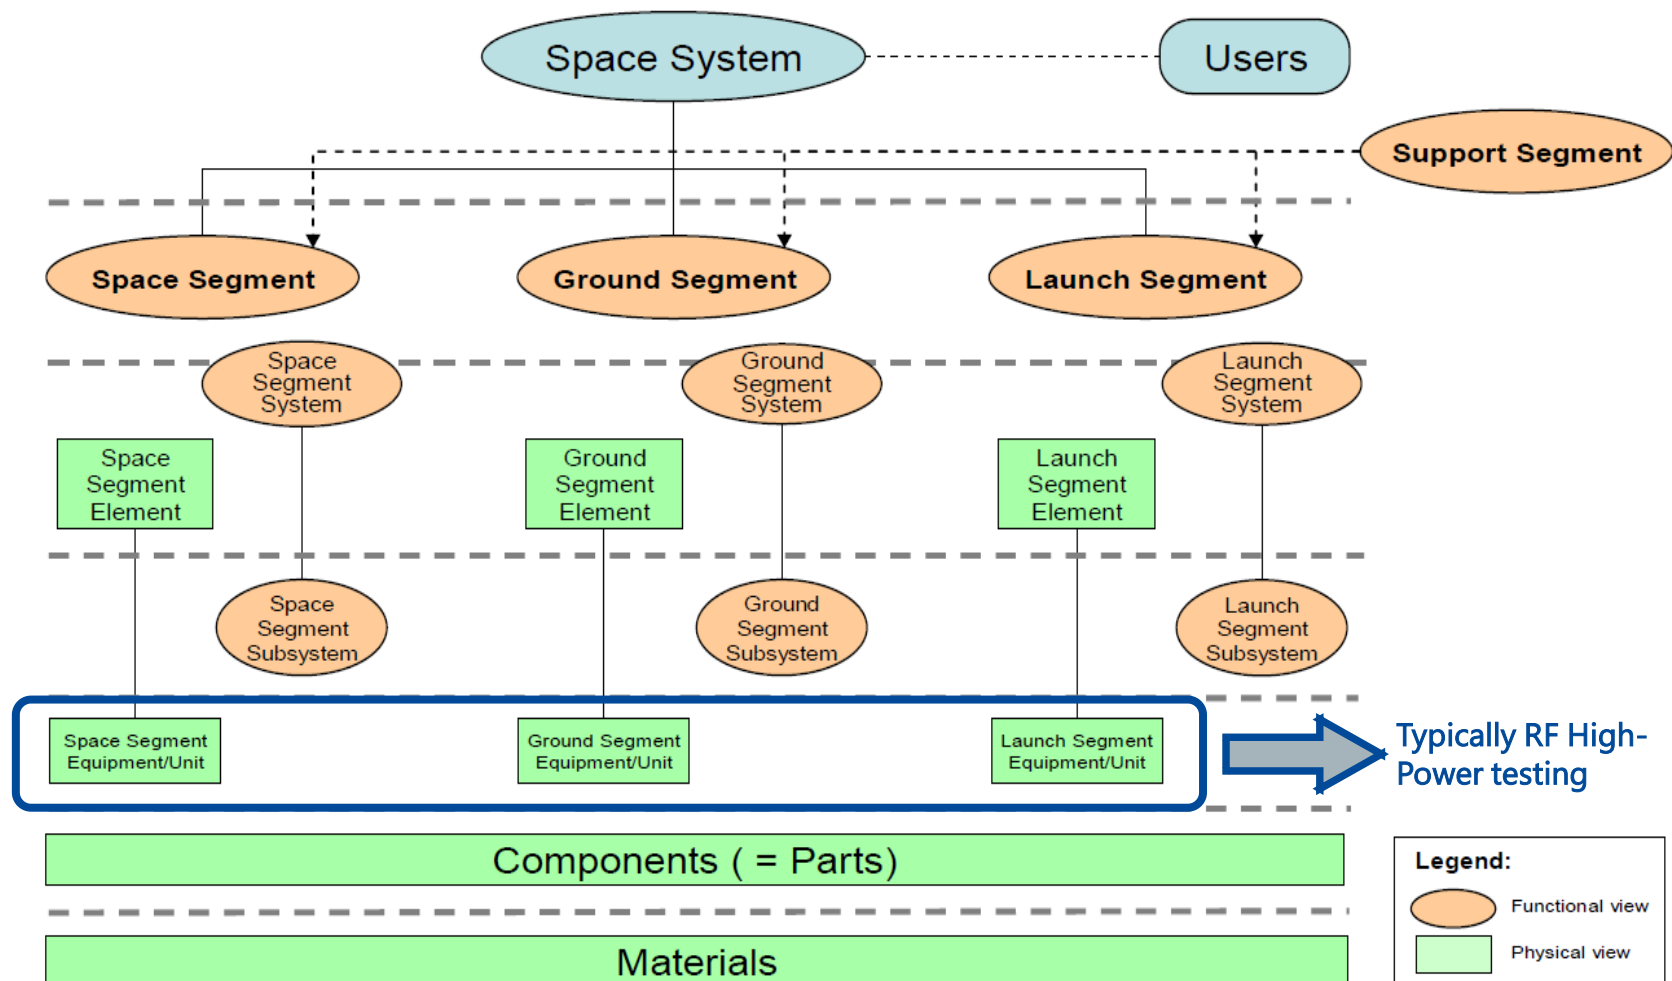 Space System
Users
Support Segment
Space Segment
Ground Segment
Launch Segment
Space
Segment
System
Ground
Segment
System
Launch
Segment
System
Space
Segment
Element
Ground
Segment
Element
Launch
Segment
Element
Space
Segment
Subsystem
Ground
Segment
Subsystem
Launch
Segment
Subsystem
Space Segment
Equipment/Unit
Ground Segment
Equipment/Unit
Launch Segment
Equipment/Unit
Typically RF High-
Power testing
Components ( = Parts)
Materials
Legend:
Functional view
Physical view